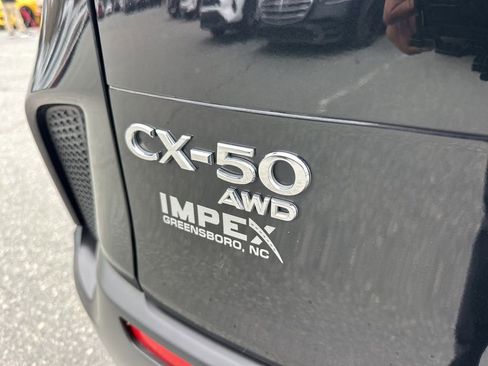 CX-50
AWD
IMPEX
GREENSBORO, NC